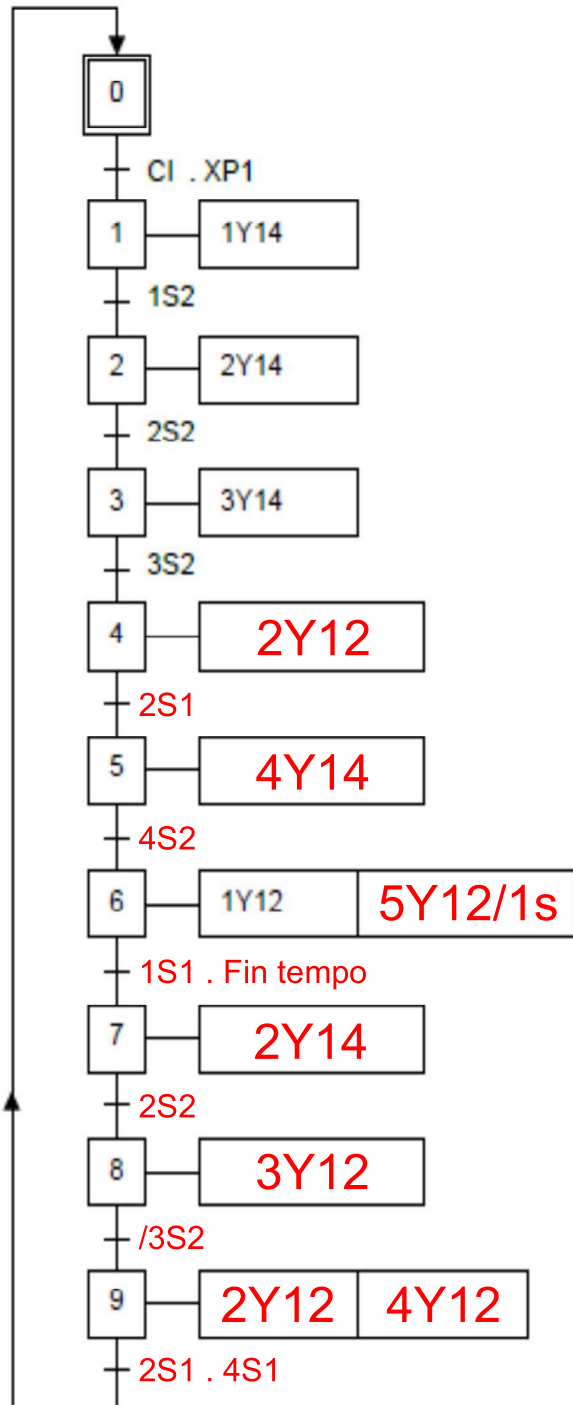 0
CI . XP1
1 1Y14
1S2
2 2Y14
2S2
3 3Y14
3S2
4 2Y12
2S1
5 4Y14
4S2
6 1Y12 5Y12/1s
1S1 . Fin tempo
7 2Y14
2S2
8 3Y12
/3S2
9 2Y12 4Y12
2S1 . 4S1